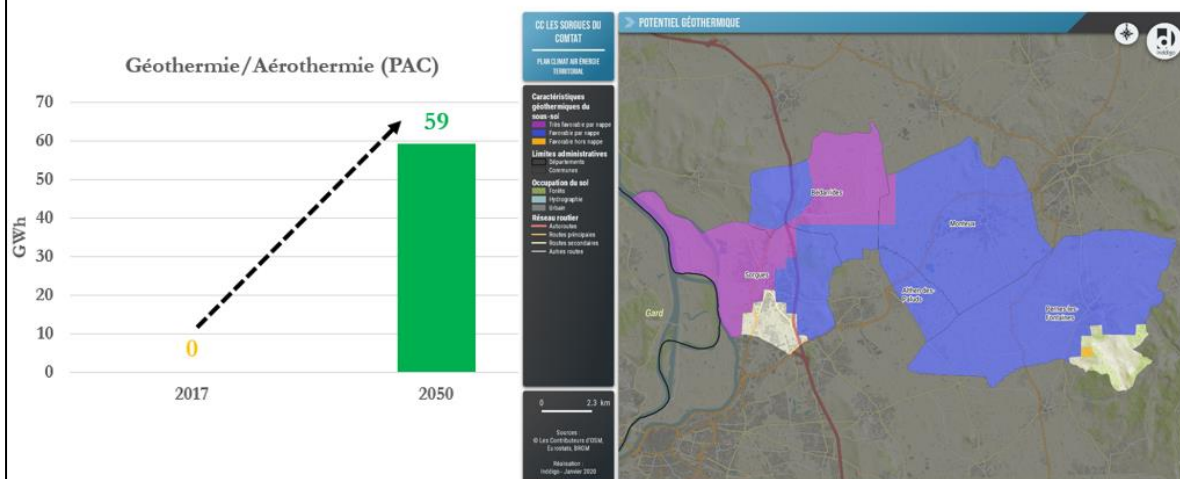 Géothermie/Aérothermie (PAC)
GWh
70
60
50
40
30
20
10
0
0
59
2017
2050
CC LES SORGUES DU
COMTAT
PLAN CLIMAT AIR ÉNERGIE
TERRITORIAL
Caractéristiques
géothermiques du
sous-sol
Très favorable par nappe
Favorable par nappe
Favorable hors nappe
Limites administratives
Départements
Communes
Occupation du sol
Forêts
Hydrographie
Urbain
Réseau routier
Autoroutes
Routes principales
Routes secondaires
Autres routes
0 2.3 km
Sources :
© Les Contributeurs d'OSM,
Eurostats, BRGM
Réalisation :
Inddigo - Janvier 2020
POTENTIEL GÉOTHERMIQUE
inddigo
Bédarrides
Monteux
Sorgues
Althen-des-
Paluds
Pernes-les-
Fontaines
Gard